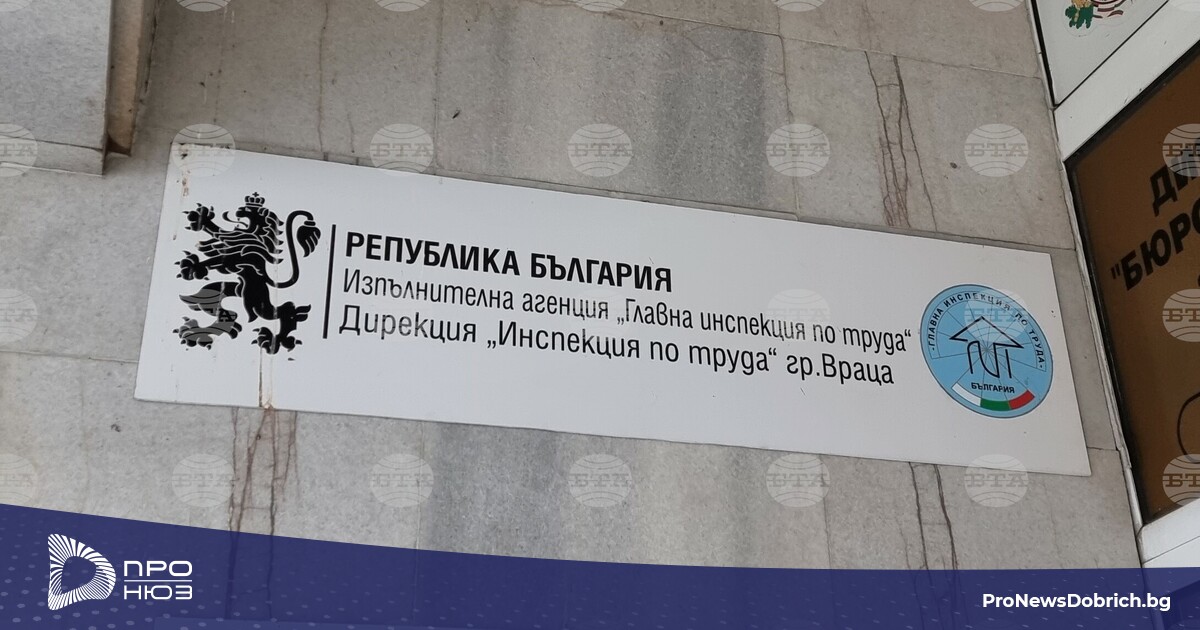 РЕПУБЛИКА БЪЛГАРИЯ
Изпълнителна агенция „Главна инспекция по труда“
Дирекция „Инспекция по труда“ гр.Враца
ГЛАВНА ИНСПЕКЦИЯ ПО ТРУДА
БЪЛГАРИЯ
"БЮРО
БТА
ПРО
НЮЗ
ProNewsDobrich.bg